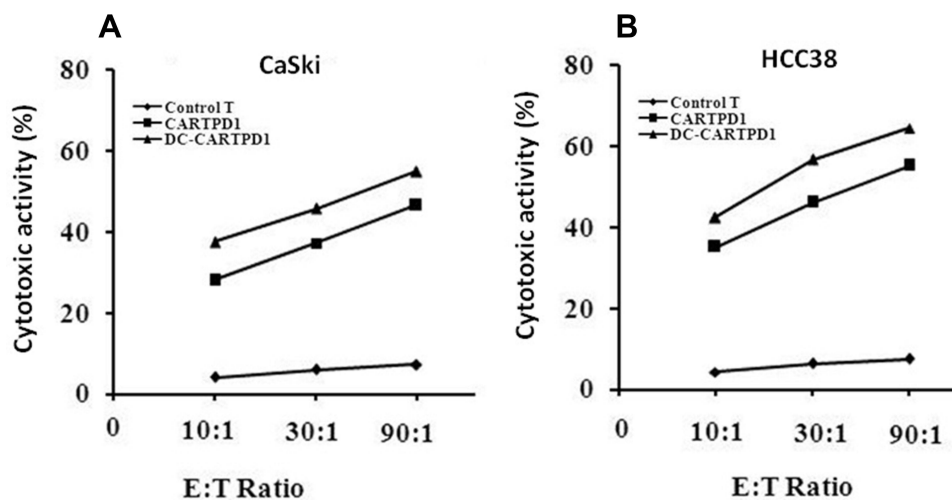 A
CaSki
Cytotoxic activity (%)
80
60
40
20
0
Control T
CARTPD1
DC-CARTPD1
0 10:1 30:1 90:1
E:T Ratio
B
HCC38
Cytotoxic activity (%)
80
60
40
20
0
Control T
CARTPD1
DC-CARTPD1
0 10:1 30:1 90:1
E:T Ratio